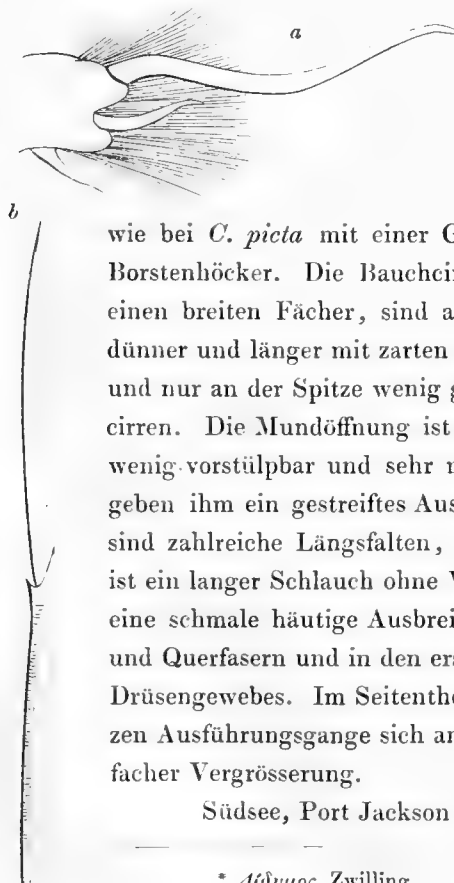 a
b
wie bei C. picta mit einer G
Borstenhöcker. Die Bauchcir
einen breiten Fächer, sind a
dünner und länger mit zarten
und nur an der Spitze wenig g
cirren. Die Mundöffnung ist
wenig vorstülpbar und sehr m
geben ihm ein gestreiftes Aus
sind zahlreiche Längsfalten,
ist ein langer Schlauch ohne V
eine schmale häutige Ausbrei
und Querfasern und in den ers
Drüsengewebes. Im Seitenthe
zen Ausführungsgange sich an
facher Vergrösserung.
Südsee, Port Jackson
* Δίδυμος Zwilling